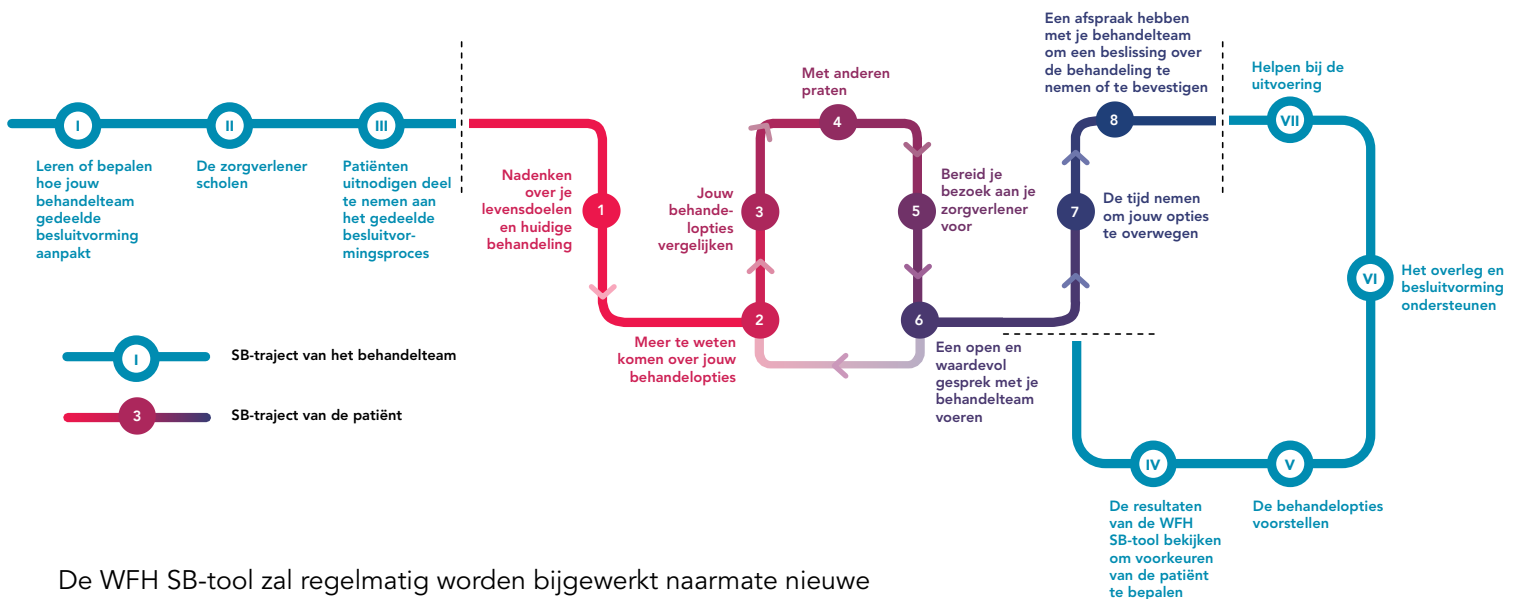 I
Leren of bepalen
hoe jouw
behandelteam
gedeelde
besluitvorming
aanpakt
II
De zorgverlener
scholen
III
Patiënten
uitnodigen deel
te nemen aan
het gedeelde
besluitvor-
mingsproces
1
Nadenken
over je
levensdoelen
en huidige
behandeling
2
Meer te weten
komen over jouw
behandelopties
3
Jouw
behande-
lopties
vergelijken
4
Met anderen
praten
5
Bereid je
bezoek aan je
zorgverlener
voor
6
Een open en
waardevol
gesprek met je
behandelteam
voeren
7
De tijd nemen
om jouw opties
te overwegen
8
Een afspraak hebben
met je behandelteam
om een beslissing over
de behandeling te
nemen of te bevestigen
IV
De resultaten
van de WFH
SB-tool bekijken
om voorkeuren
van de patiënt
te bepalen
V
De behandelopties
voorstellen
VI
Het overleg en
besluitvorming
ondersteunen
VII
Helpen bij de
uitvoering
I
SB-traject van het behandelteam
3
SB-traject van de patiënt
De WFH SB-tool zal regelmatig worden bijgewerkt naarmate nieuwe